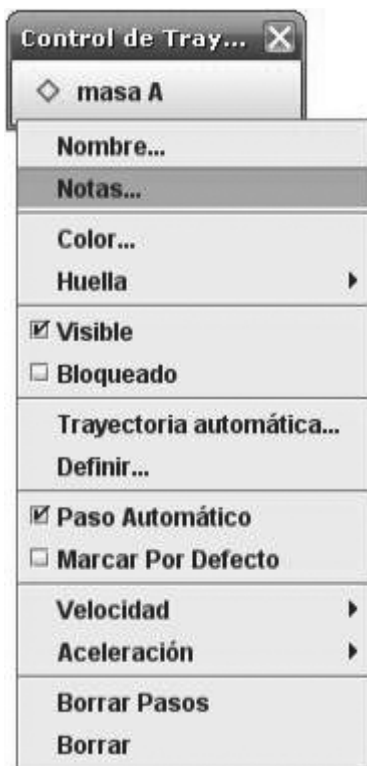 Control de Tray...
masa A
Nombre...
Notas...
Color...
Huella
Visible
Bloqueado
Trayectoria automática...
Definir...
Paso Automático
Marcar Por Defecto
Velocidad
Aceleración
Borrar Pasos
Borrar